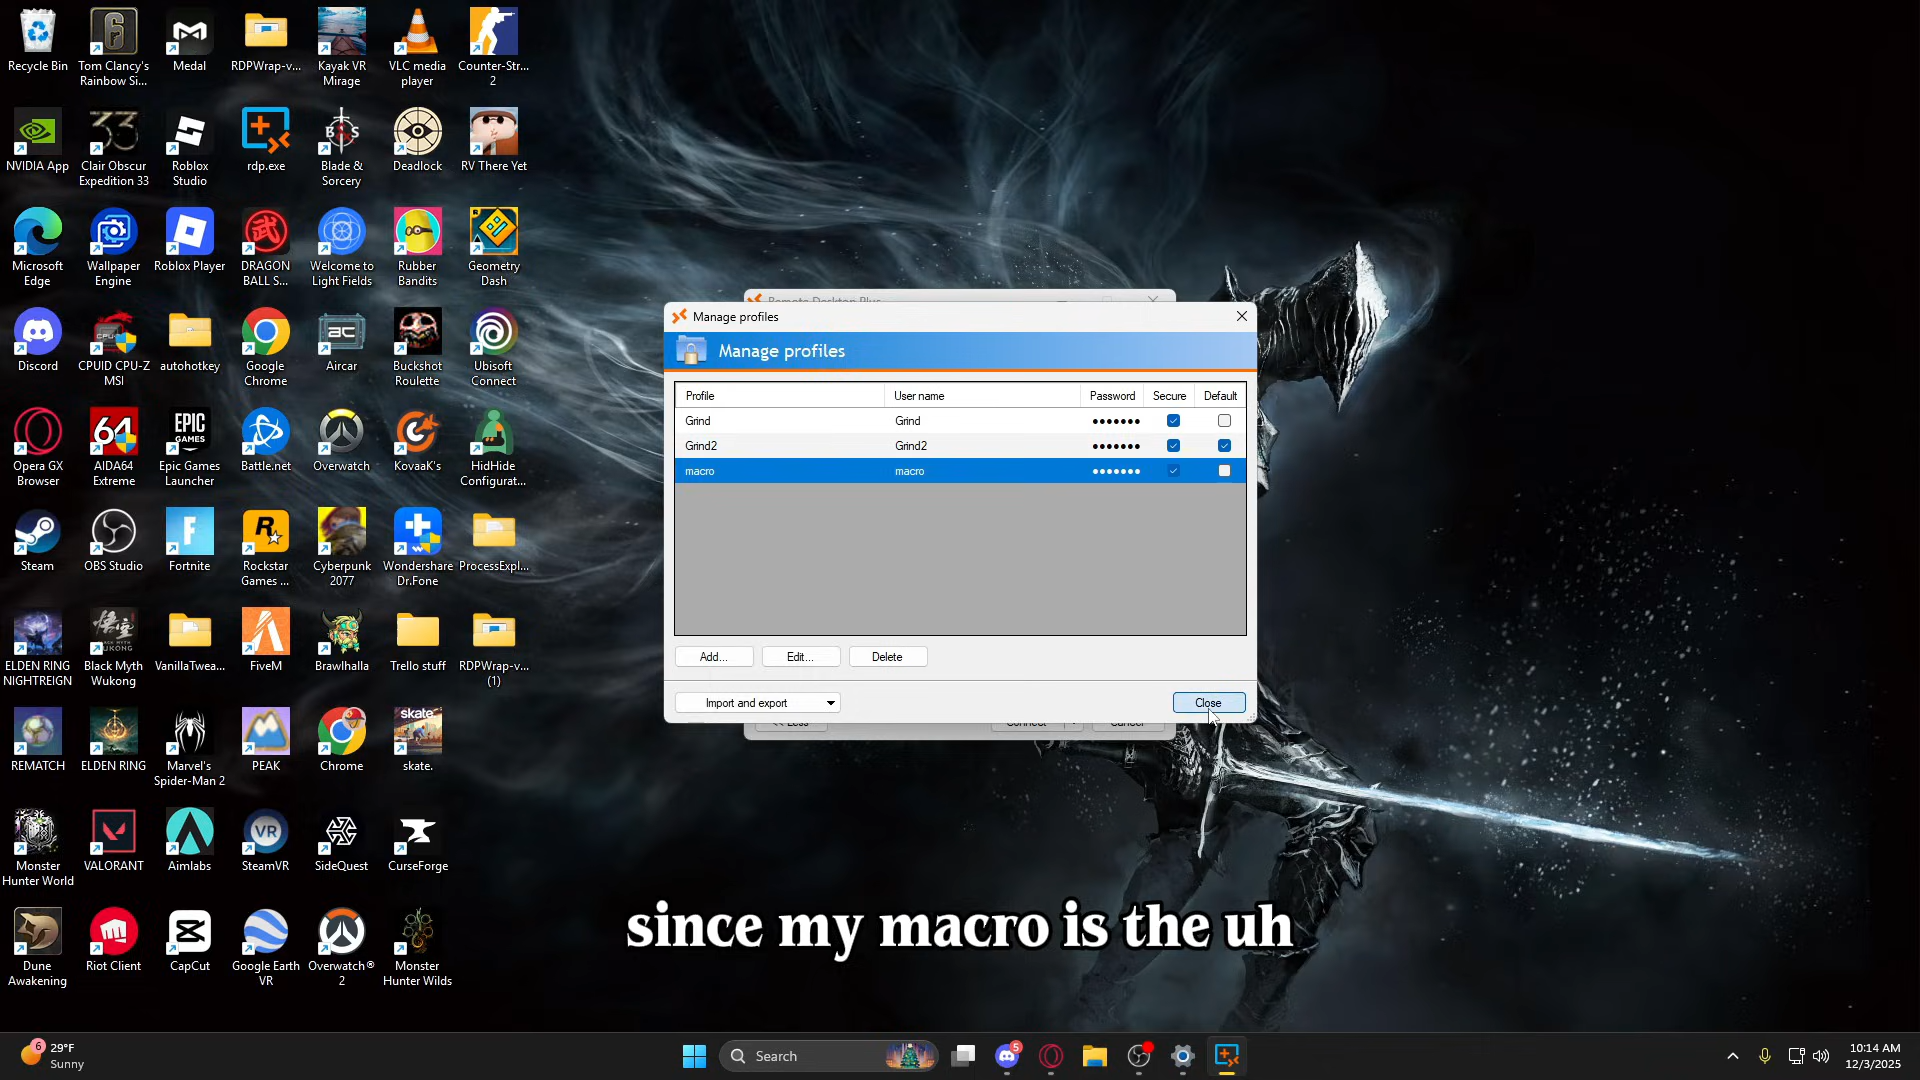 Recycle Bin
Tom Clancy's
Rainbow Si...
Medal
RDPWrap-v...
Kayak VR
Mirage
VLC media
player
Counter-Str...
2
NVIDIA App
Clair Obscur
Expedition 33
Roblox
Studio
rdp.exe
Blade &
Sorcery
Deadlock
RV There Yet
Microsoft
Edge
Wallpaper
Engine
Roblox Player
DRAGON
BALL S...
Welcome to
Light Fields
Rubber
Bandits
Geometry
Dash
Discord
CPUID CPU-Z
MSI
autohotkey
Google
Chrome
Aircar
Buckshot
Roulette
Ubisoft
Connect
Opera GX
Browser
AIDA64
Extreme
Epic Games
Launcher
Battle.net
Overwatch
KovaaK's
HidHide
Configurat...
Steam
OBS Studio
Fortnite
Rockstar
Games ...
Cyberpunk
2077
Wondershare
Dr.Fone
ProcessExpl...
ELDEN RING
NIGHTREIGN
Black Myth
Wukong
VanillaTwea...
FiveM
Brawlhalla
Trello stuff
RDPWrap-v...
(1)
REMATCH
ELDEN RING
Marvel's
Spider-Man 2
PEAK
Chrome
skate.
Monster
Hunter World
VALORANT
Aimlabs
SteamVR
SideQuest
CurseForge
Dune
Awakening
Riot Client
CapCut
Google Earth
VR
Overwatch®
2
Monster
Hunter Wilds
Remote Desktop Plus
Manage profiles
Manage profiles
Profile User name Password Secure Default
Grind Grind ●●●●●●●
Grind2 Grind2 ●●●●●●●
macro macro ●●●●●●●
Add... Edit... Delete
Import and export Close
<< Less Connect Cancel
since my macro is the uh
6 29°F
Sunny
Search
5
10:14 AM
12/3/2025